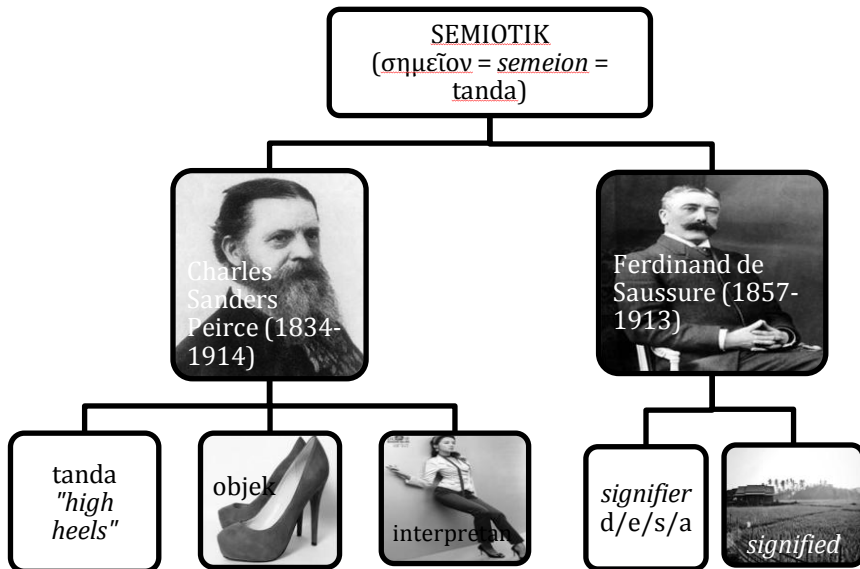 SEMIOTIK
(σημεῖον = semeion =
tanda)
Charles
Sanders
Peirce (1834-
1914)
Ferdinand de
Saussure (1857-
1913)
tanda
"high
heels"
objek
interpretan
signifier
d/e/s/a
signified